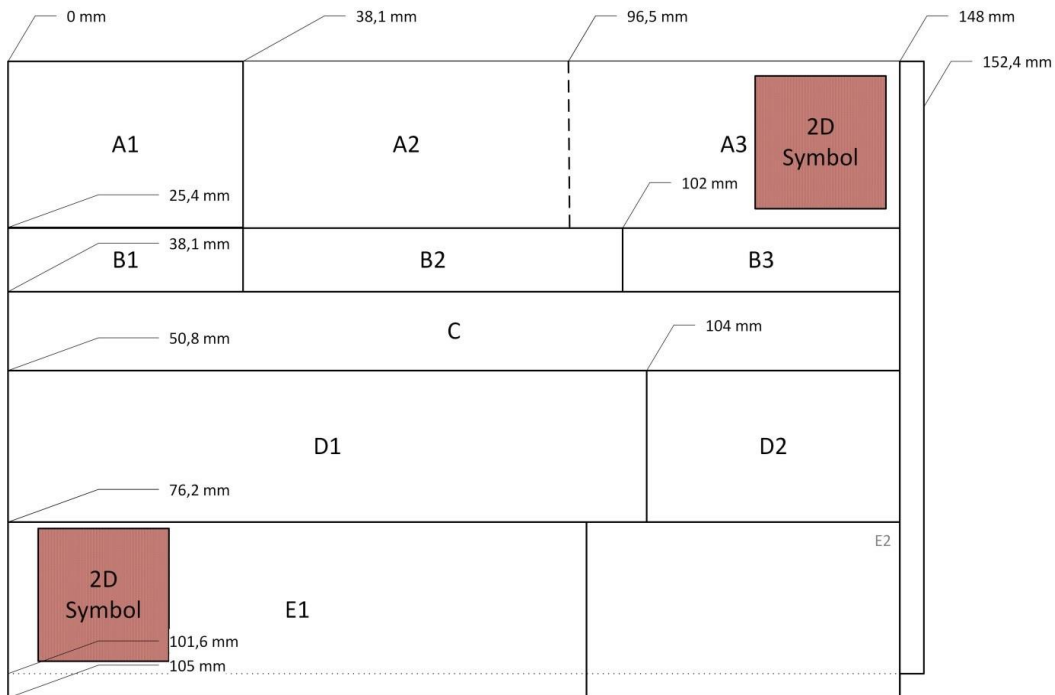 0 mm
38,1 mm
96,5 mm
148 mm
152,4 mm
A1
A2
A3
2D
Symbol
25,4 mm
102 mm
38,1 mm
B1
B2
B3
50,8 mm
C
104 mm
D1
D2
76,2 mm
E2
2D
Symbol
E1
101,6 mm
105 mm